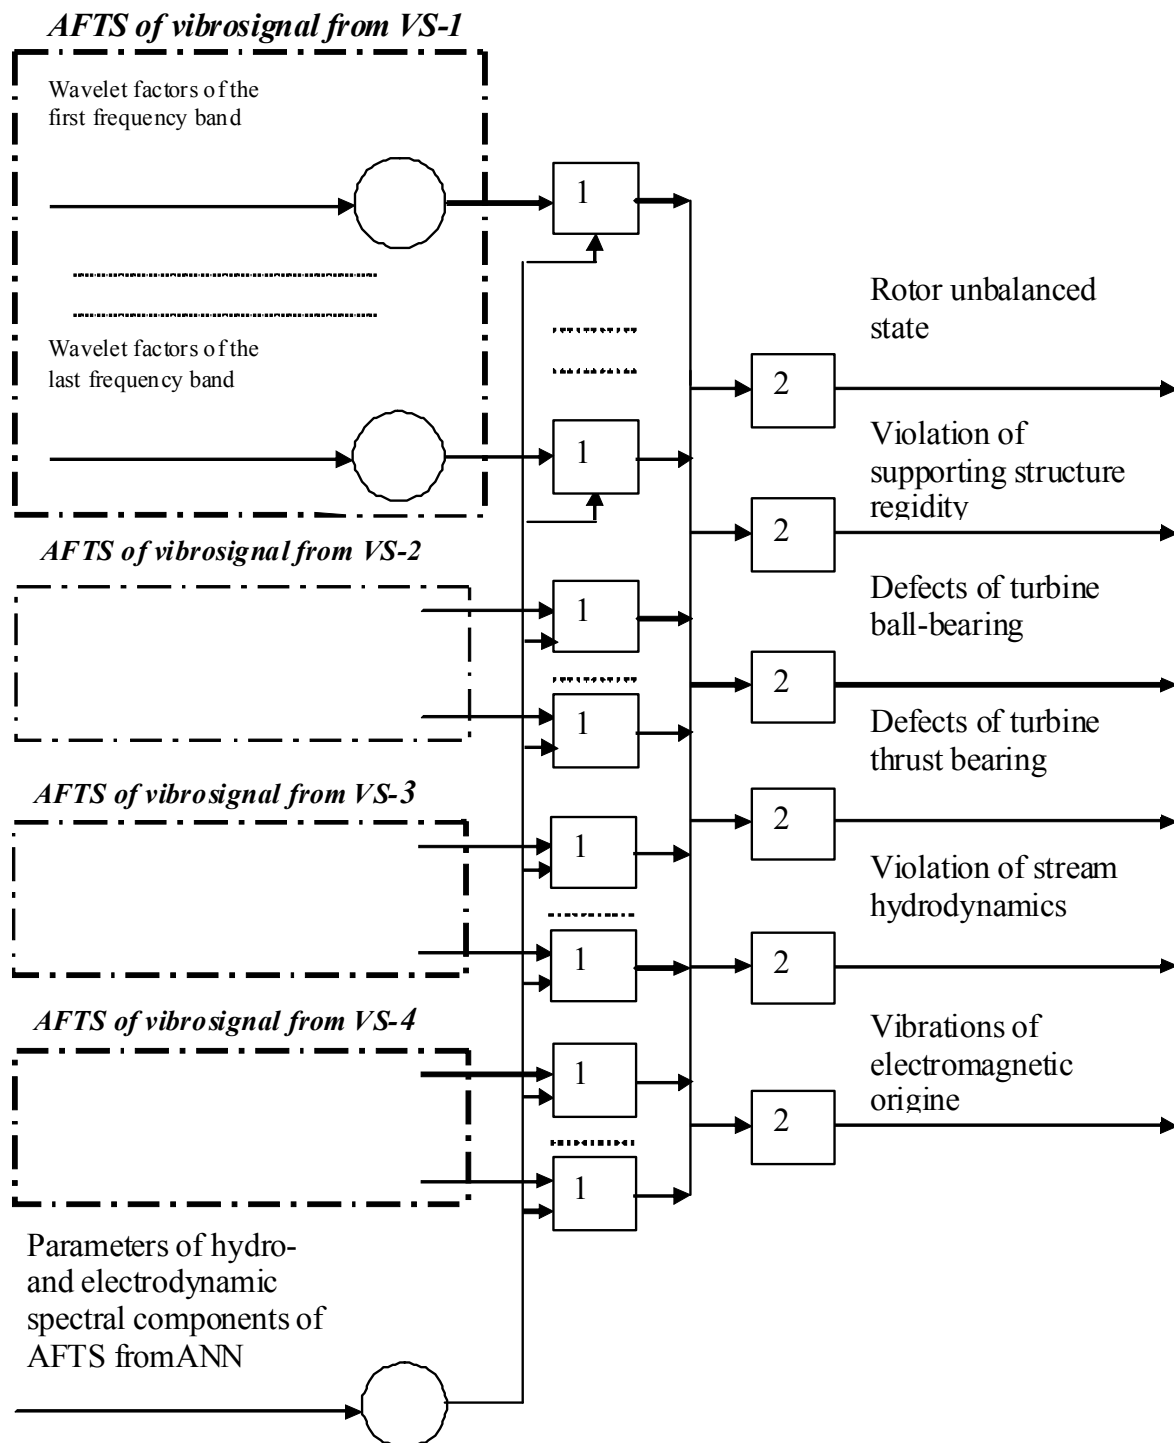 AFTS of vibrosignal from VS-1
Wavelet factors of the
first frequency band
1
Wavelet factors of the
last frequency band
1
AFTS of vibrosignal from VS-2
1
1
AFTS of vibrosignal from VS-3
1
1
AFTS of vibrosignal from VS-4
1
1
Parameters of hydro-
and electrodynamic
spectral components of
AFTS fromANN
Rotor unbalanced
state
2
Violation of
supporting structure
regidity
2
Defects of turbine
ball-bearing
2
Defects of turbine
thrust bearing
2
Violation of stream
hydrodynamics
2
Vibrations of
electromagnetic
origine
2